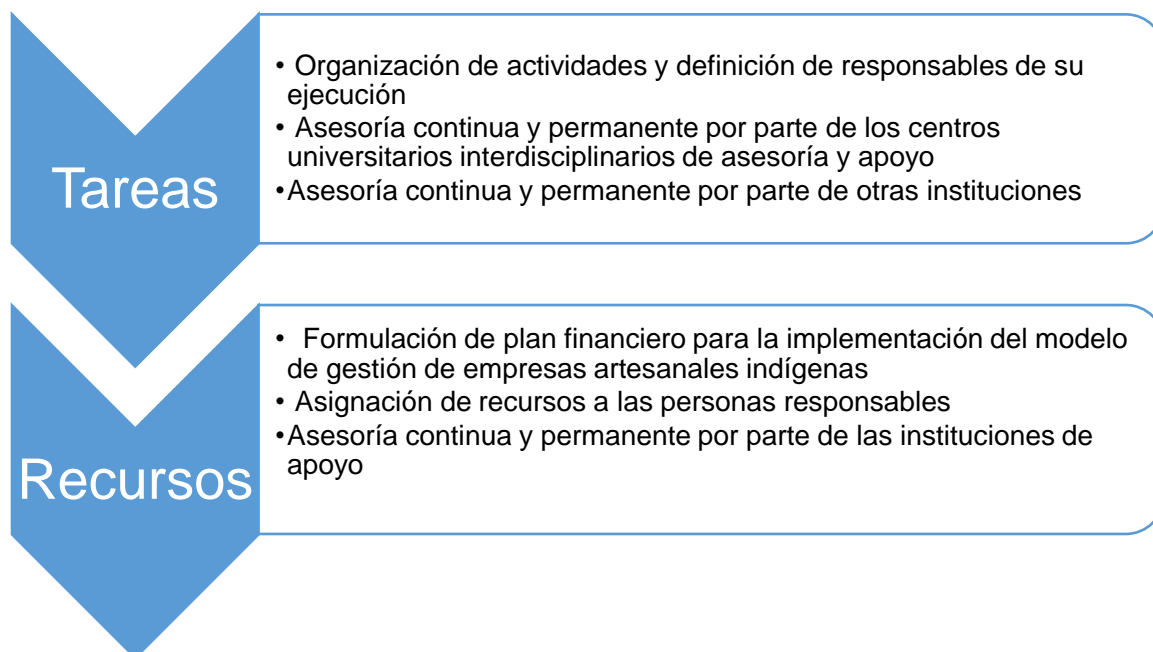 Tareas
• Organización de actividades y definición de responsables de su
ejecución
• Asesoría continua y permanente por parte de los centros
universitarios interdisciplinarios de asesoría y apoyo
•Asesoría continua y permanente por parte de otras instituciones
Recursos
• Formulación de plan financiero para la implementación del modelo
de gestión de empresas artesanales indígenas
• Asignación de recursos a las personas responsables
•Asesoría continua y permanente por parte de las instituciones de
apoyo